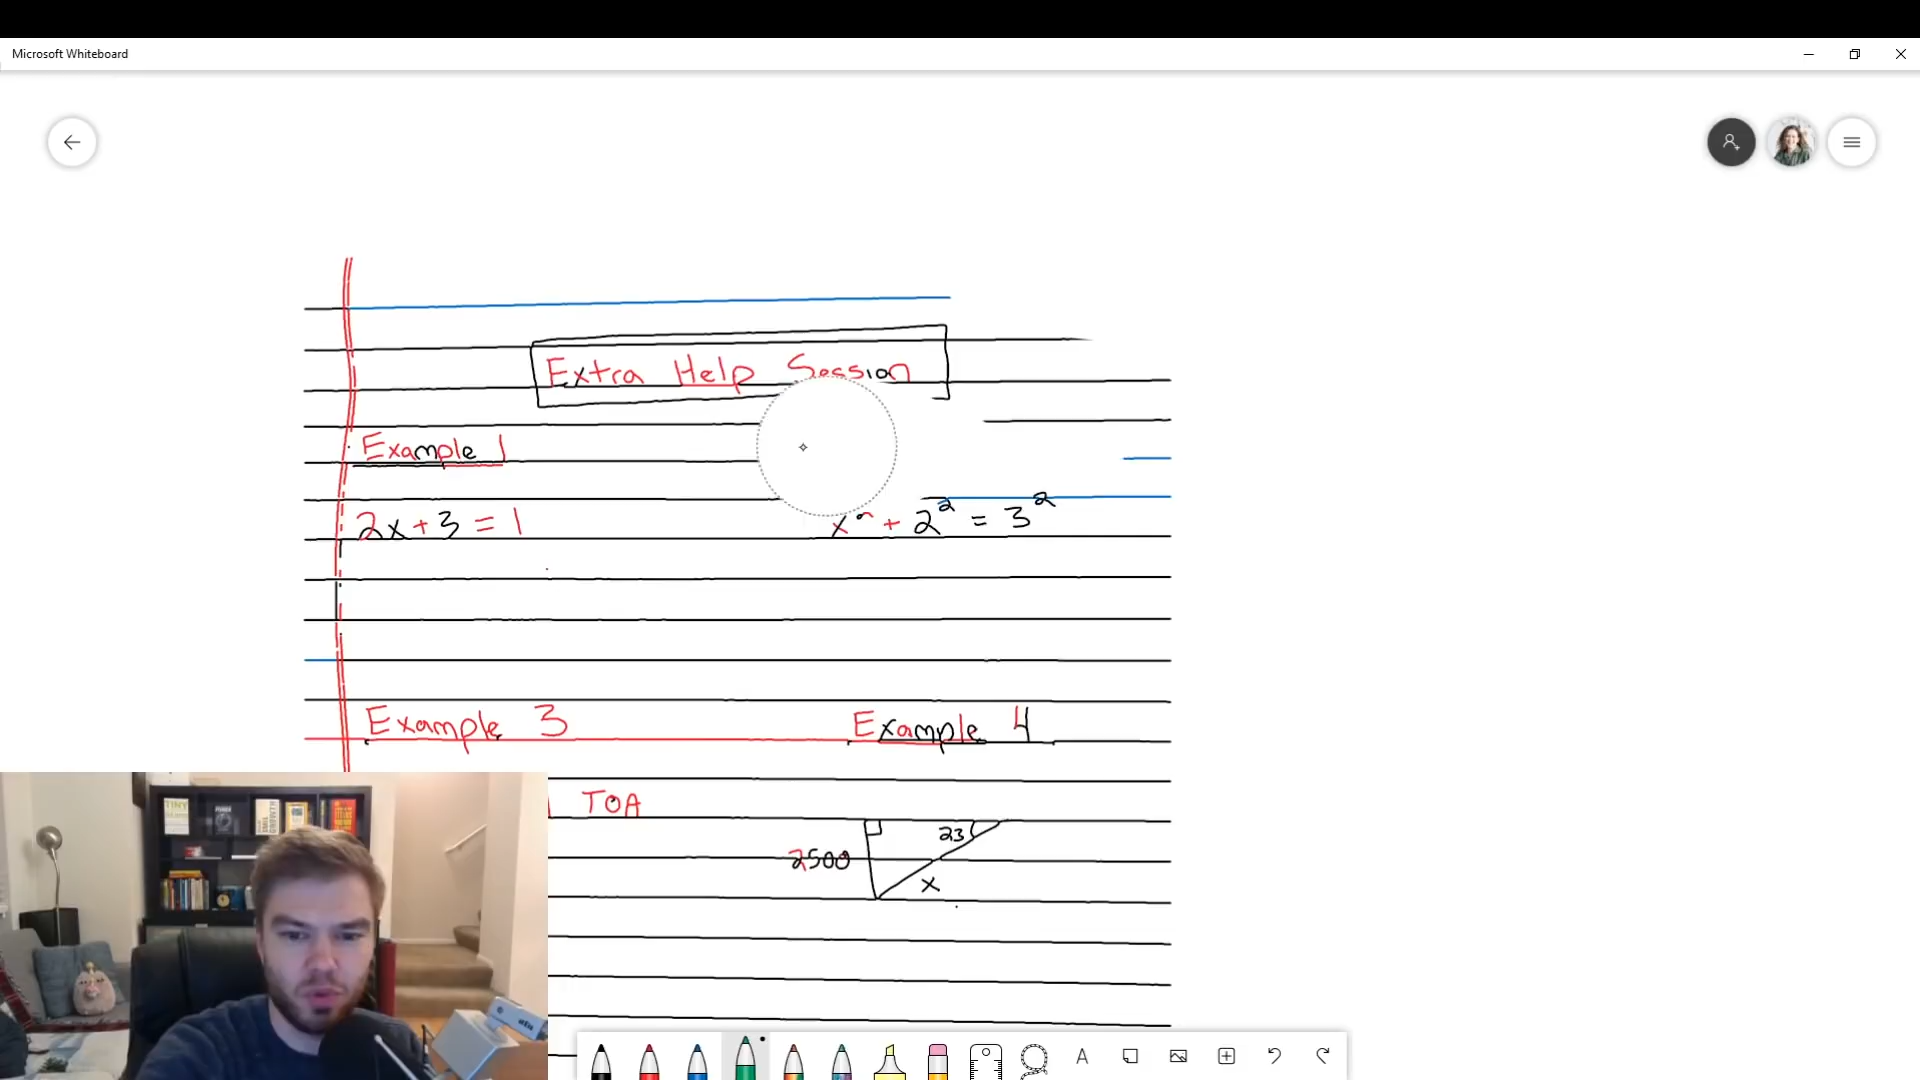 Microsoft Whiteboard
Extra Help Session
Example 1
2x + 3 = 1
x² + 2² = 3²
Example 3
Example 4
TOA
23
2500
x
TINY
A